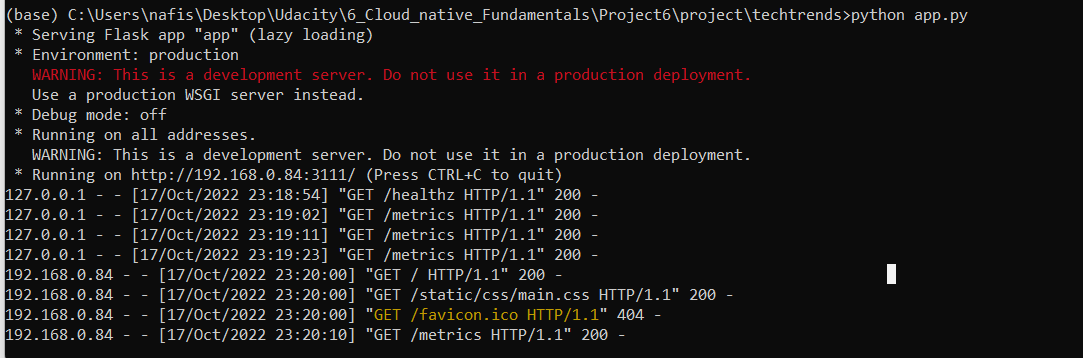 (base) C:\Users\nafis\Desktop\Udacity\6_Cloud_native_Fundamentals\Project6\project\techtrends>python app.py
* Serving Flask app "app" (lazy loading)
* Environment: production
WARNING: This is a development server. Do not use it in a production deployment.
Use a production WSGI server instead.
* Debug mode: off
* Running on all addresses.
WARNING: This is a development server. Do not use it in a production deployment.
* Running on http://192.168.0.84:3111/ (Press CTRL+C to quit)
127.0.0.1 - - [17/Oct/2022 23:18:54] "GET /healthz HTTP/1.1" 200 -
127.0.0.1 - - [17/Oct/2022 23:19:02] "GET /metrics HTTP/1.1" 200 -
127.0.0.1 - - [17/Oct/2022 23:19:11] "GET /metrics HTTP/1.1" 200 -
127.0.0.1 - - [17/Oct/2022 23:19:23] "GET /metrics HTTP/1.1" 200 -
192.168.0.84 - - [17/Oct/2022 23:20:00] "GET / HTTP/1.1" 200 -
192.168.0.84 - - [17/Oct/2022 23:20:00] "GET /static/css/main.css HTTP/1.1" 200 -
192.168.0.84 - - [17/Oct/2022 23:20:00] "GET /favicon.ico HTTP/1.1" 404 -
192.168.0.84 - - [17/Oct/2022 23:20:10] "GET /metrics HTTP/1.1" 200 -